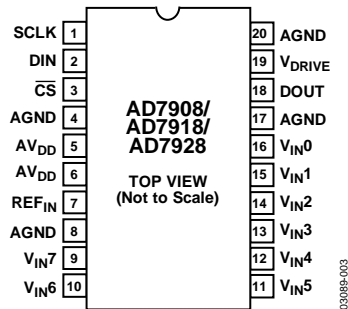 SCLK 1
DIN 2
CS 3
AGND 4
AVDD 5
AVDD 6
REFIN 7
AGND 8
VIN7 9
VIN6 10
AD7908/
AD7918/
AD7928
TOP VIEW
(Not to Scale)
20 AGND
19 VDRIVE
18 DOUT
17 AGND
16 VIN0
15 VIN1
14 VIN2
13 VIN3
12 VIN4
11 VIN5
03089-003